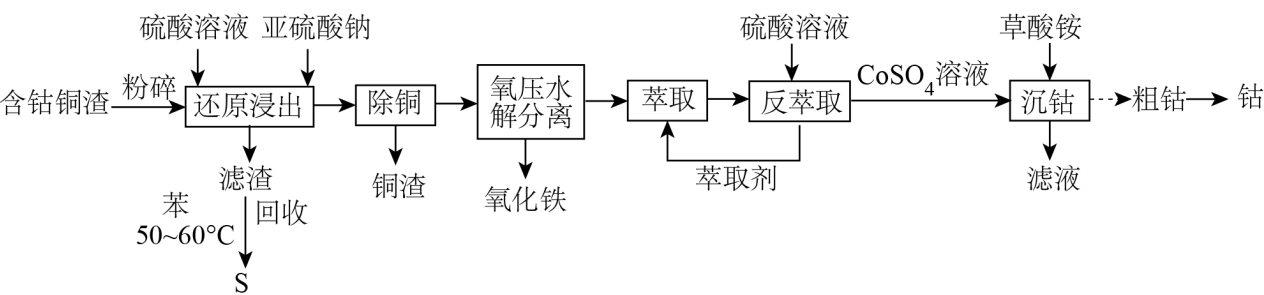 硫酸溶液 亚硫酸钠
硫酸溶液
草酸铵
含钴铜渣
粉碎
还原浸出
除铜
氧压水
解分离
萃取
反萃取
CoSO₄溶液
沉钴
粗钴
钴
滤渣
铜渣
氧化铁
萃取剂
滤液
苯
50~60°C
回收
S